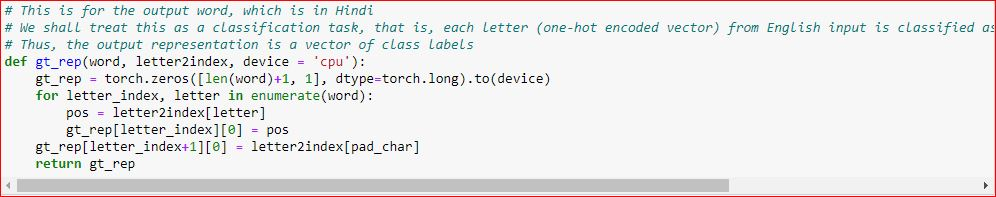 # This is for the output word, which is in Hindi
# We shall treat this as a classification task, that is, each letter (one-hot encoded vector) from English input is classified as
# Thus, the output representation is a vector of class labels
def gt_rep(word, letter2index, device = 'cpu'):
    gt_rep = torch.zeros([len(word)+1, 1], dtype=torch.long).to(device)
    for letter_index, letter in enumerate(word):
        pos = letter2index[letter]
        gt_rep[letter_index][0] = pos
    gt_rep[letter_index+1][0] = letter2index[pad_char]
    return gt_rep